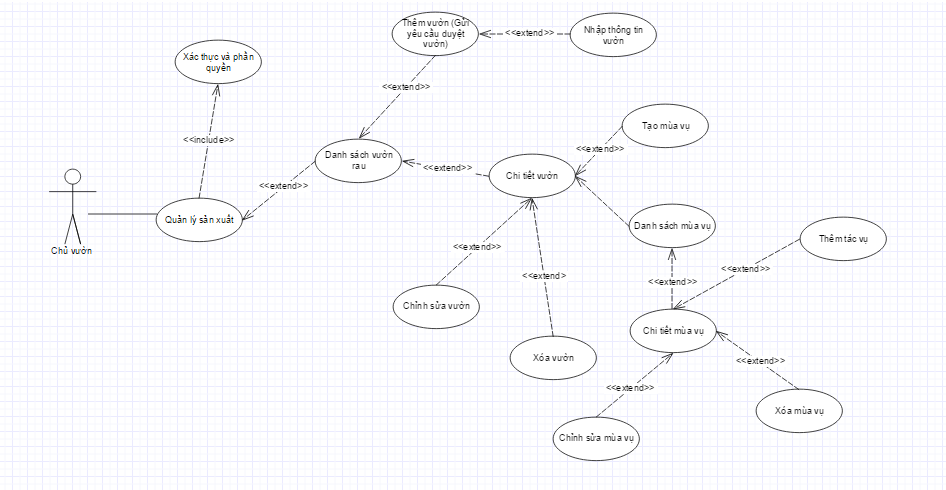 Thêm vườn (Gửi
yêu cầu duyệt
vườn)
<<extend>>
Nhập thông tin
vườn
Xác thực và phân
quyền
<<extend>>
<<include>>
Tạo mùa vụ
<<extend>>
Danh sách vườn
rau
<<extend>>
Chi tiết vườn
<<extend>>
Quản lý sản xuất
Chủ vườn
Danh sách mùa vụ
Thêm tác vụ
<<extend>>
<<extend>
<<extend>>
<<extend>>
Chỉnh sửa vườn
Chi tiết mùa vụ
Xóa vườn
<<extend>>
<<extend>>
Xóa mùa vụ
Chỉnh sửa mùa vụ